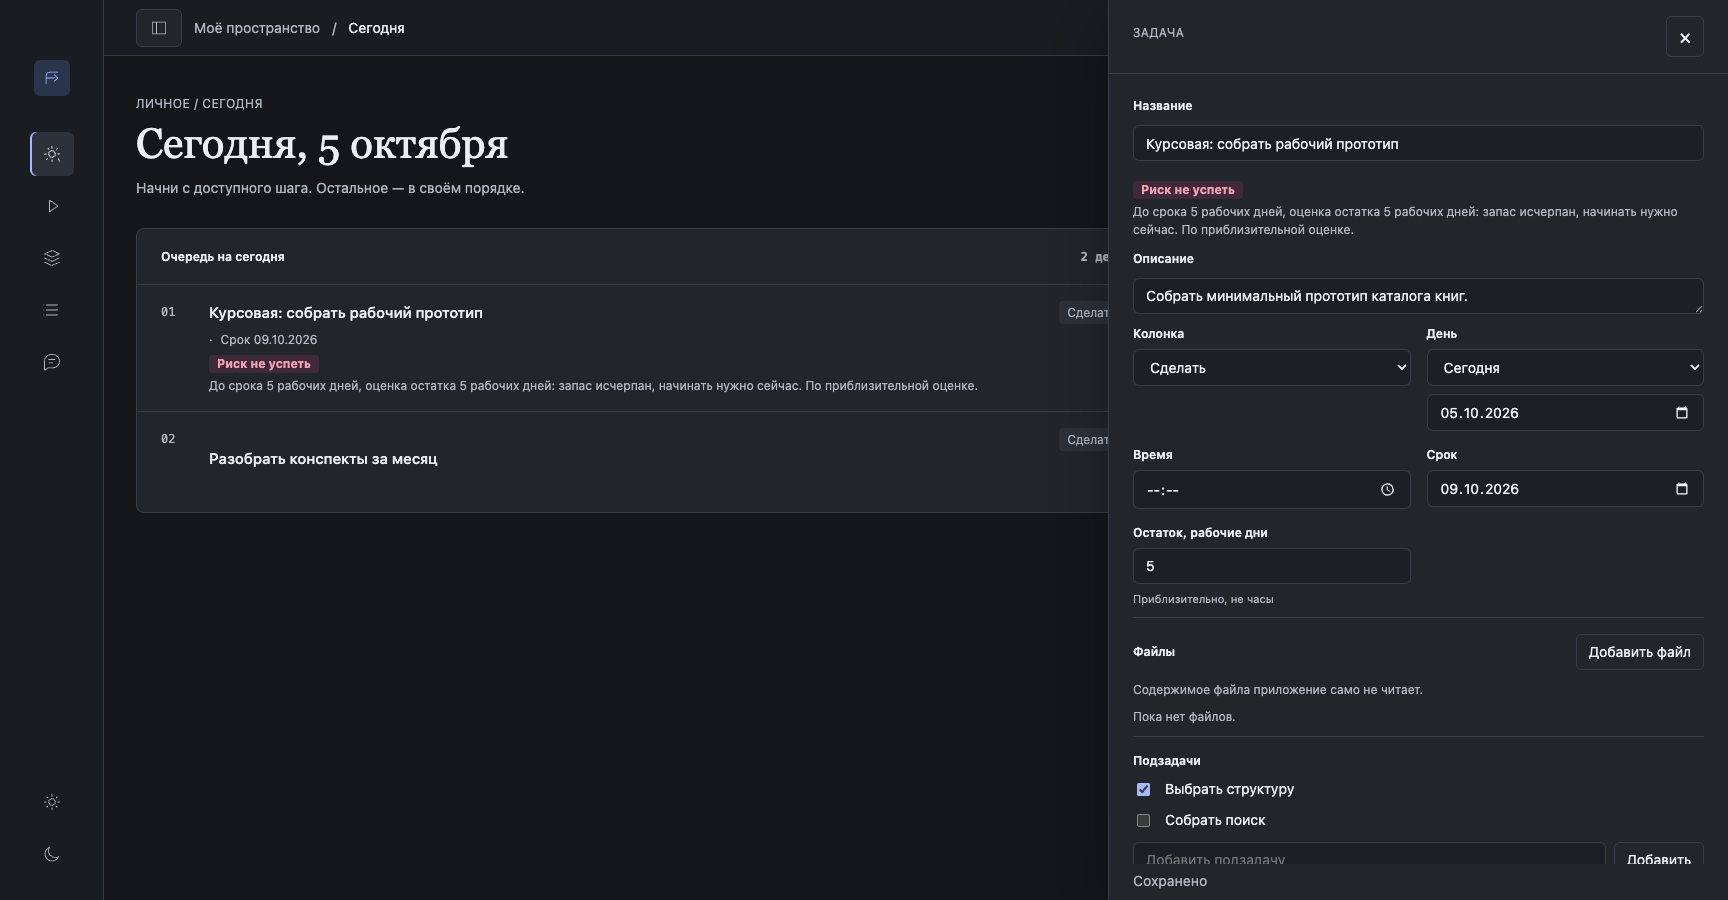 Моё пространство / Сегодня
ЛИЧНОЕ / СЕГОДНЯ
Сегодня, 5 октября
Начни с доступного шага. Остальное — в своём порядке.
Очередь на сегодня
2 де
01
Курсовая: собрать рабочий прототип
Сделат
· Срок 09.10.2026
Риск не успеть
До срока 5 рабочих дней, оценка остатка 5 рабочих дней: запас исчерпан, начинать нужно сейчас. По приблизительной оценке.
02
Сделат
Разобрать конспекты за месяц
ЗАДАЧА
Название
Курсовая: собрать рабочий прототип
Риск не успеть
До срока 5 рабочих дней, оценка остатка 5 рабочих дней: запас исчерпан, начинать нужно
сейчас. По приблизительной оценке.
Описание
Собрать минимальный прототип каталога книг.
Колонка
День
Сделать
Сегодня
05.10.2026
Время
Срок
--:--
09.10.2026
Остаток, рабочие дни
5
Приблизительно, не часы
Файлы
Добавить файл
Содержимое файла приложение само не читает.
Пока нет файлов.
Подзадачи
Выбрать структуру
Собрать поиск
Добавить подзадачу
Добавить
Сохранено